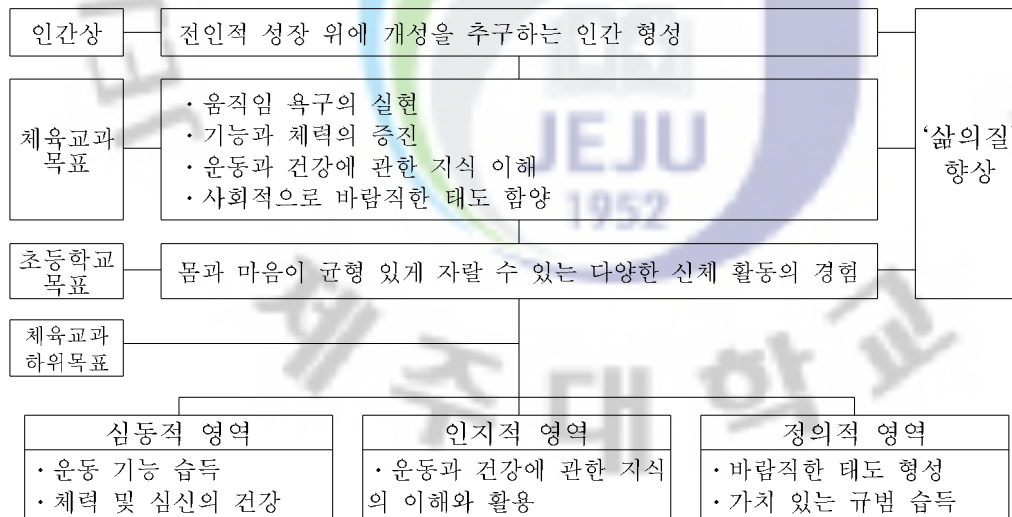 인간상
전인적 성장 위에 개성을 추구하는 인간 형성
체육교과
목표
· 움직임 욕구의 실현
· 기능과 체력의 증진
· 운동과 건강에 관한 지식 이해
· 사회적으로 바람직한 태도 함양
‘삶의질’
향상
JEJU
1952
초등학교
목표
몸과 마음이 균형 있게 자랄 수 있는 다양한 신체 활동의 경험
체육교과
하위목표
제주대학교
심동적 영역
· 운동 기능 습득
· 체력 및 심신의 건강
인지적 영역
· 운동과 건강에 관한 지식
의 이해와 활용
정의적 영역
· 바람직한 태도 형성
· 가치 있는 규범 습득